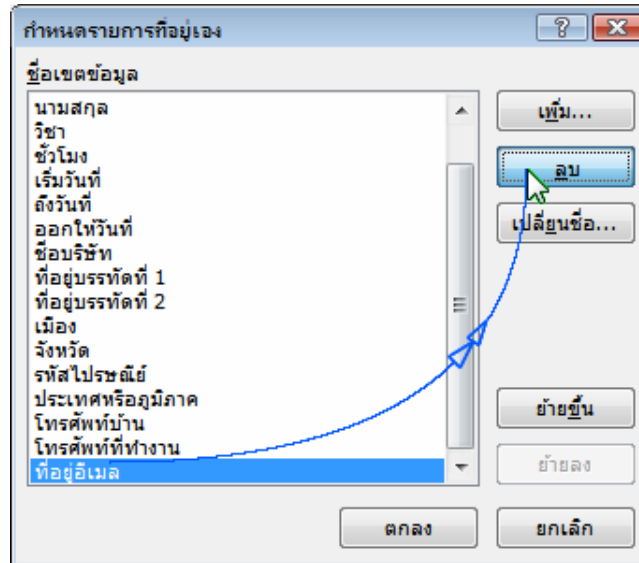 กำหนดรายการที่อยู่เอง
ชื่อเขตข้อมูล
นามสกุล
วิชา
ชั่วโมง
เริ่มวันที่
ถึงวันที่
ออกให้วันที่
ชื่อบริษัท
ที่อยู่บรรทัดที่ 1
ที่อยู่บรรทัดที่ 2
เมือง
จังหวัด
รหัสไปรษณีย์
ประเทศหรือภูมิภาค
โทรศัพท์บ้าน
โทรศัพท์ที่ทำงาน
ที่อยู่อีเมล
เพิ่ม...
ลบ
เปลี่ยนชื่อ...
ย้ายขึ้น
ย้ายลง
ตกลง
ยกเลิก